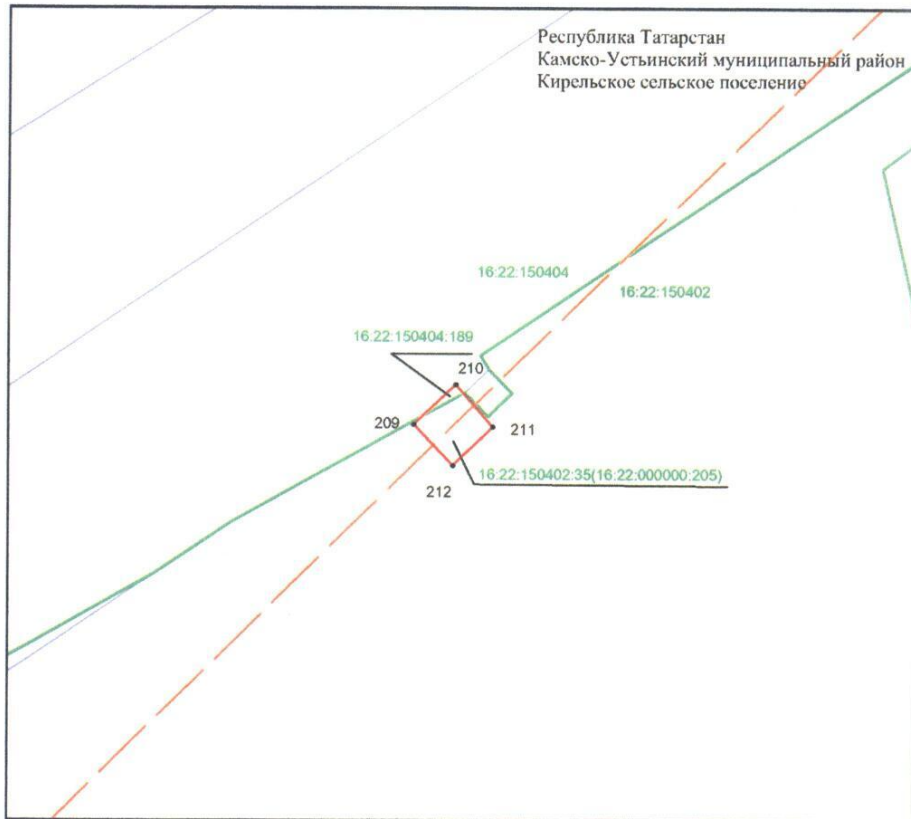 Республика Татарстан
Камско-Устьинский муниципальный район
Кирельское сельское поселение
16:22:150404
16:22:150402
16:22:150404:189
210
209
211
212
16:22:150402:35(16:22:000000:205)